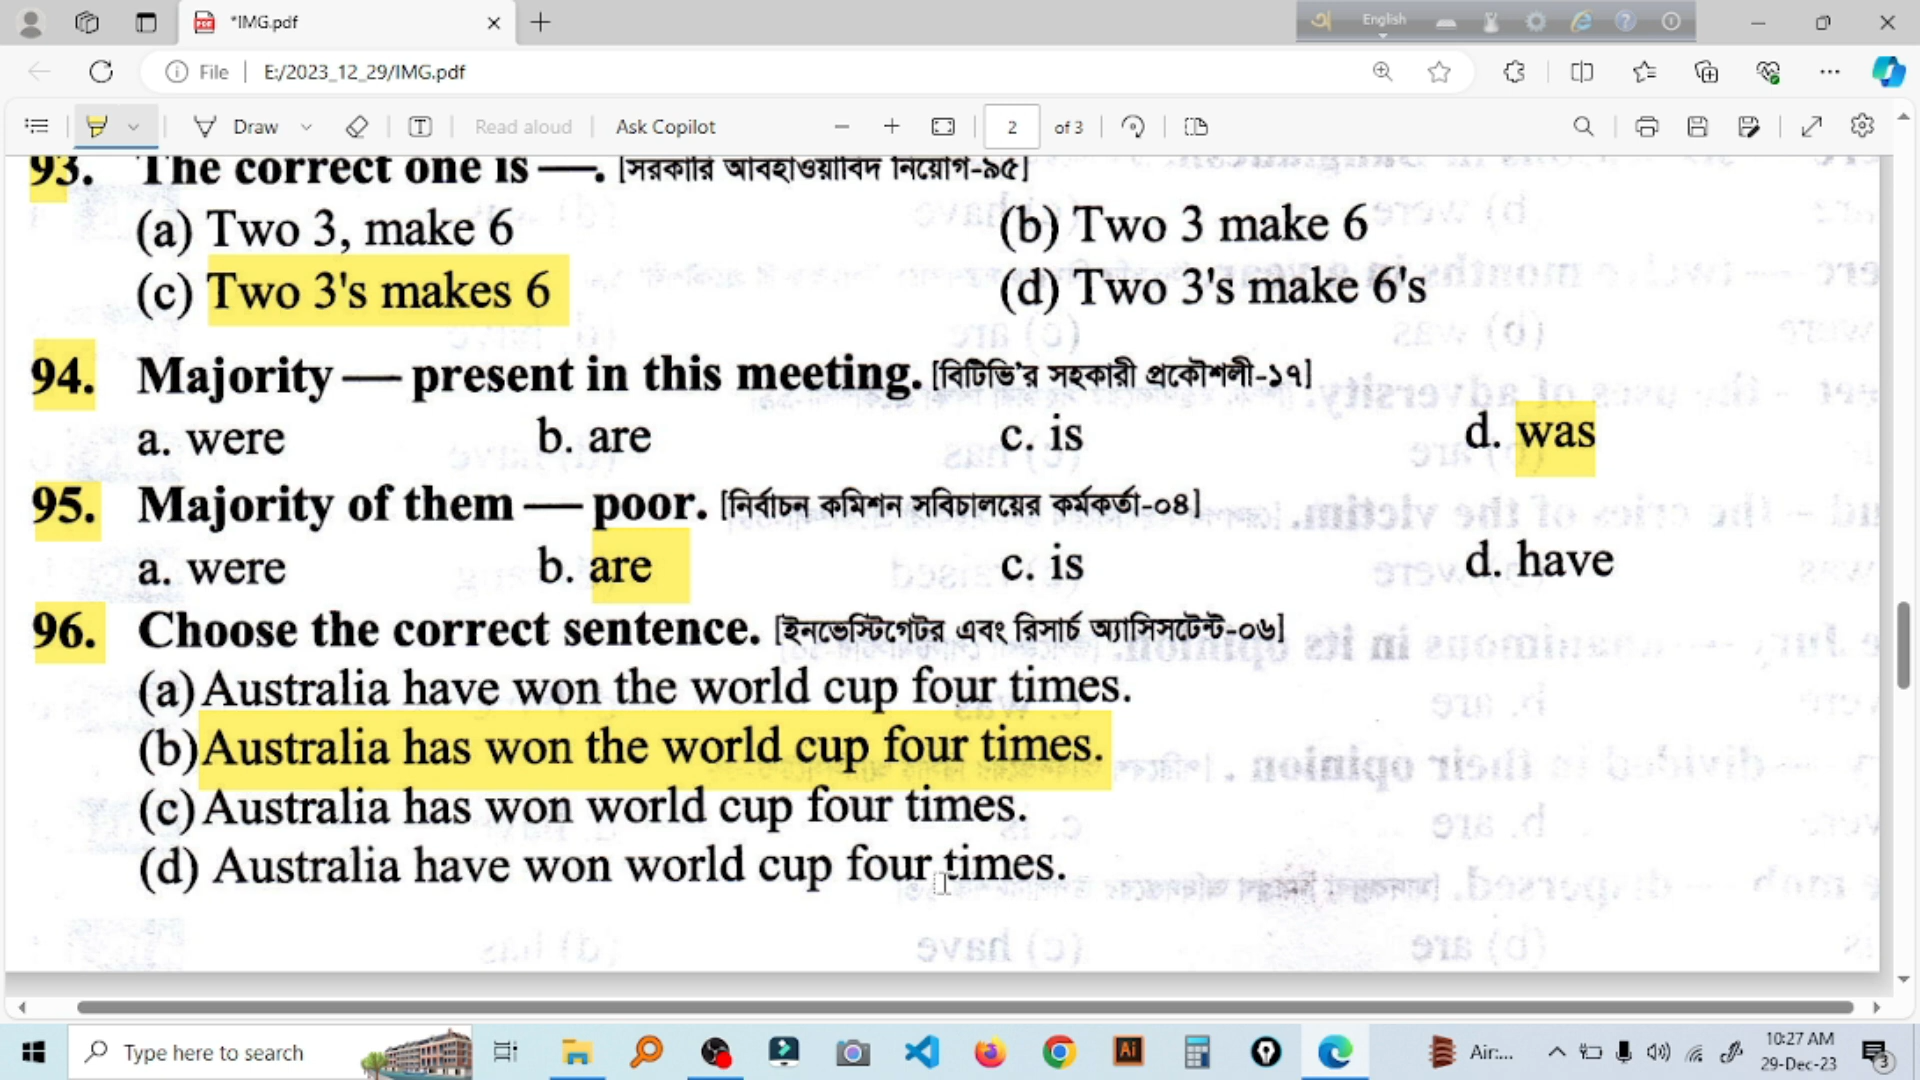 *IMG.pdf
English
File
E:/2023_12_29/IMG.pdf
Draw
Read aloud
Ask Copilot
2
of 3
93. The correct one is —. [সরকারি আবহাওয়াবিদ নিয়োগ-৯৫]
(a) Two 3, make 6
(b) Two 3 make 6
(c) Two 3's makes 6
(d) Two 3's make 6's
94. Majority — present in this meeting. [বিটিভি'র সহকারী প্রকৌশলী-১৭]
a. were
b. are
c. is
d. was
95. Majority of them — poor. [নির্বাচন কমিশন সবিচালয়ের কর্মকর্তা-০৪]
a. were
b. are
c. is
d. have
96. Choose the correct sentence. [ইনভেস্টিগেটর এবং রিসার্চ অ্যাসিসটেন্ট-০৬]
(a) Australia have won the world cup four times.
(b) Australia has won the world cup four times.
(c) Australia has won world cup four times.
(d) Australia have won world cup four times.
Type here to search
Air:...
10:27 AM
29-Dec-23
3